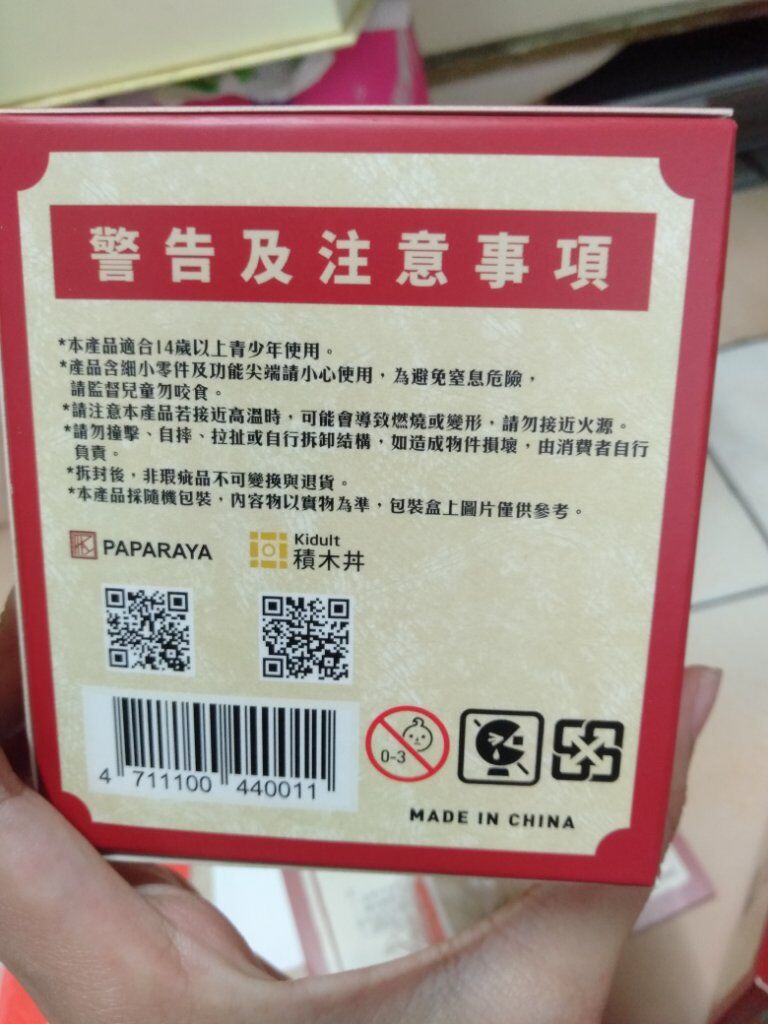 警告及注意事項
*本產品適合14歲以上青少年使用。
*產品含細小零件及功能尖端請小心使用，為避免窒息危險，
請監督兒童勿咬食。
*請注意本產品若接近高溫時，可能會導致燃燒或變形，請勿接近火源。
*請勿撞擊、自摔、拉扯或自行拆卸結構，如造成物件損壞，由消費者自行
負責。
*拆封後，非瑕疵品不可變換與退貨。
*本產品採隨機包裝，內容物以實物為準，包裝盒上圖片僅供參考。
PAPARAYA
Kidult
積木丼
4 711100 440011
0-3
MADE IN CHINA